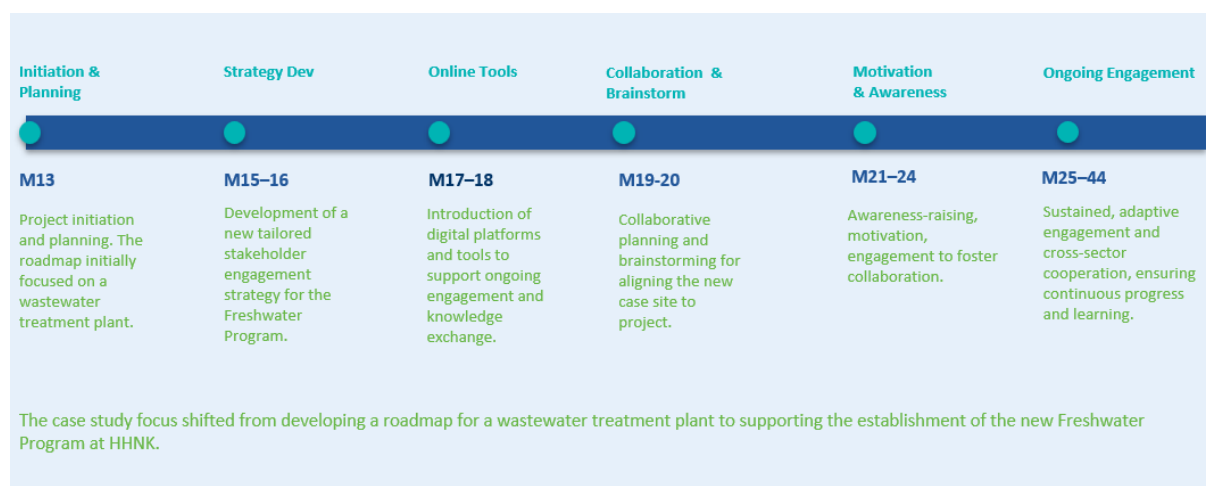 Initiation &
Planning
Strategy Dev
Online Tools
Collaboration &
Brainstorm
Motivation
& Awareness
Ongoing Engagement
M13
M15–16
M17–18
M19-20
M21–24
M25–44
Project initiation
and planning. The
roadmap initially
focused on a
wastewater
treatment plant.
Development of a
new tailored
stakeholder
engagement
strategy for the
Freshwater
Program.
Introduction of
digital platforms
and tools to
support ongoing
engagement and
knowledge
exchange.
Collaborative
planning and
brainstorming for
aligning the new
case site to
project.
Awareness-raising,
motivation,
engagement to foster
collaboration.
Sustained, adaptive
engagement and
cross-sector
cooperation, ensuring
continuous progress
and learning.
The case study focus shifted from developing a roadmap for a wastewater treatment plant to supporting the establishment of the new Freshwater
Program at HHNK.